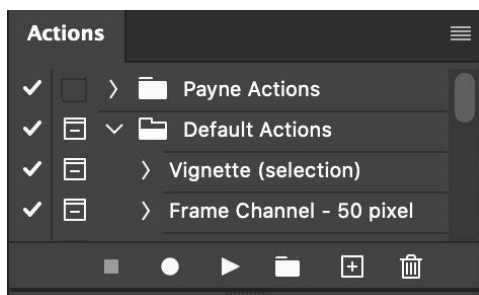 Actions
Payne Actions
Default Actions
Vignette (selection)
Frame Channel - 50 pixel